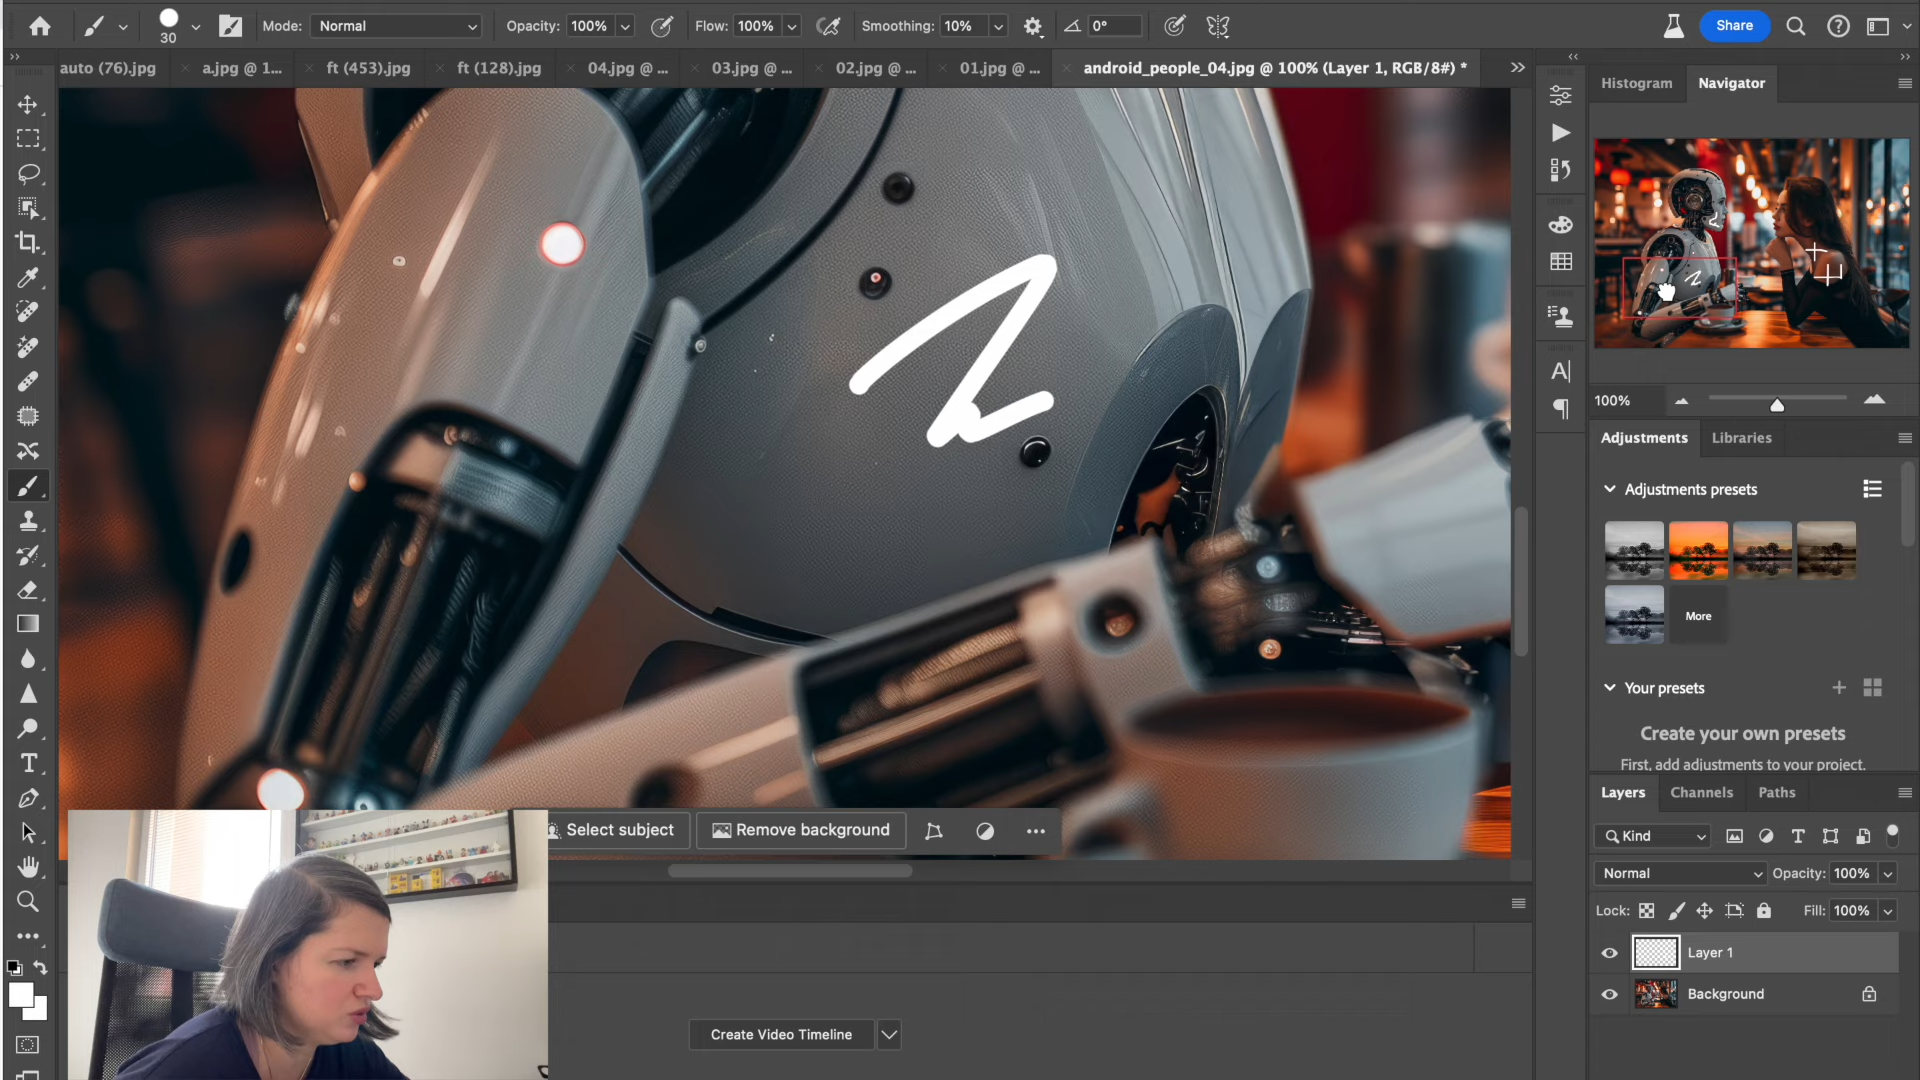 30
Mode: Normal
Opacity: 100%
Flow: 100%
Smoothing: 10%
0°
Share
auto (76).jpg
a.jpg @ 1...
ft (453).jpg
ft (128).jpg
04.jpg @ ...
03.jpg @ ...
02.jpg @ ...
01.jpg @ ...
android_people_04.jpg @ 100% (Layer 1, RGB/8#) *
Histogram
Navigator
100%
Adjustments
Libraries
Adjustments presets
More
Your presets
Create your own presets
First, add adjustments to your project.
Select subject
Remove background
Layers
Channels
Paths
Kind
Normal
Opacity: 100%
Lock:
Fill: 100%
Layer 1
Background
Create Video Timeline